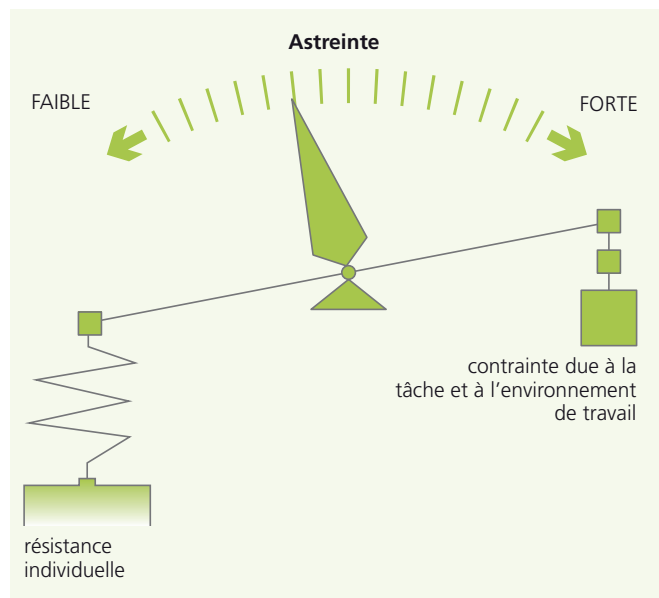 Astreinte
FAIBLE
FORTE
contrainte due à la
tâche et à l'environnement
de travail
résistance
individuelle